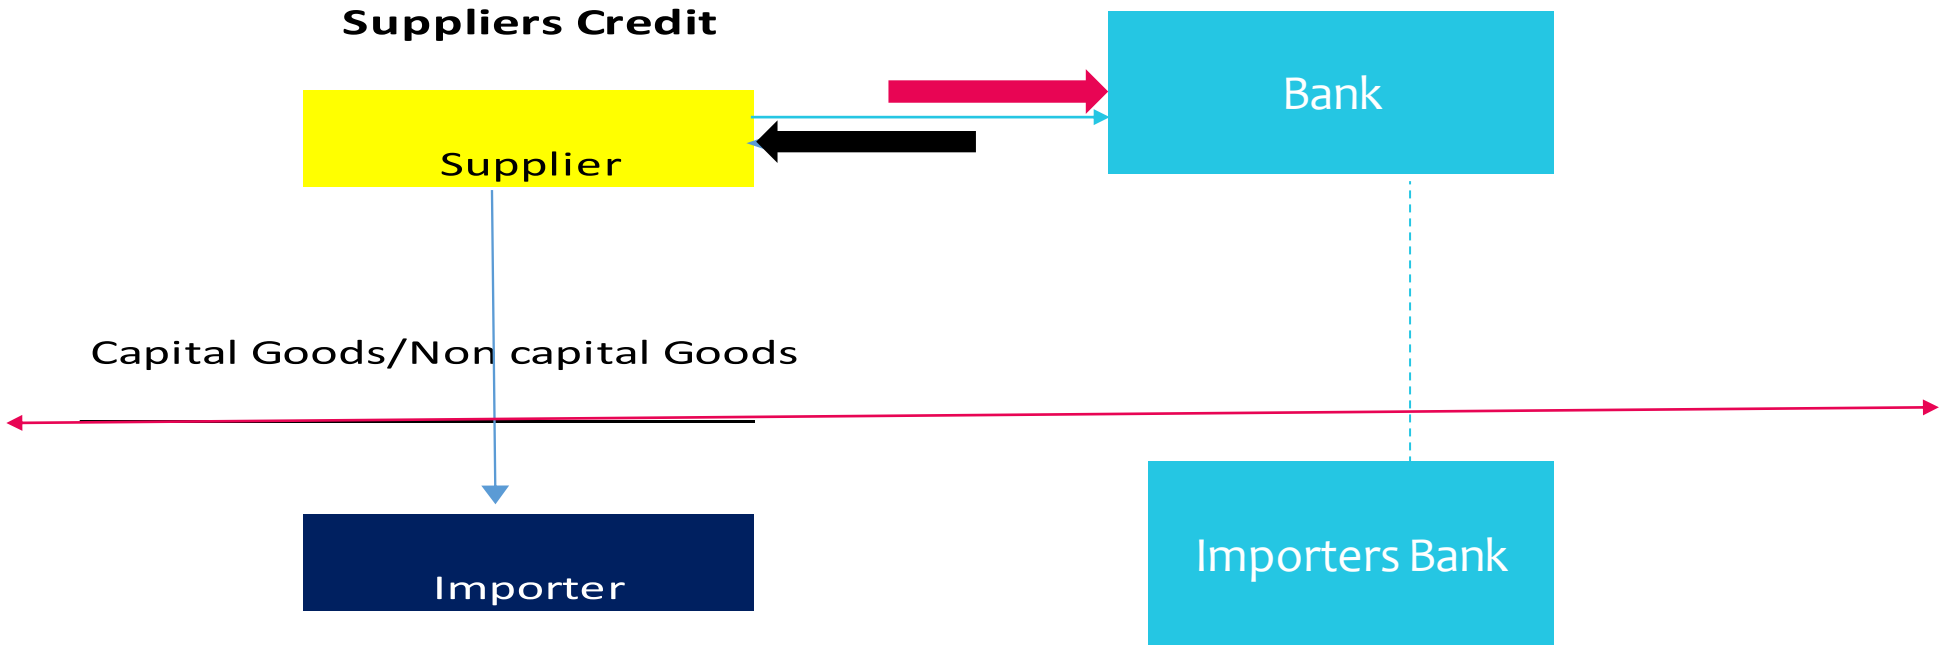 Suppliers Credit
Bank
Supplier
Capital Goods/Non capital Goods
Importers Bank
Importer